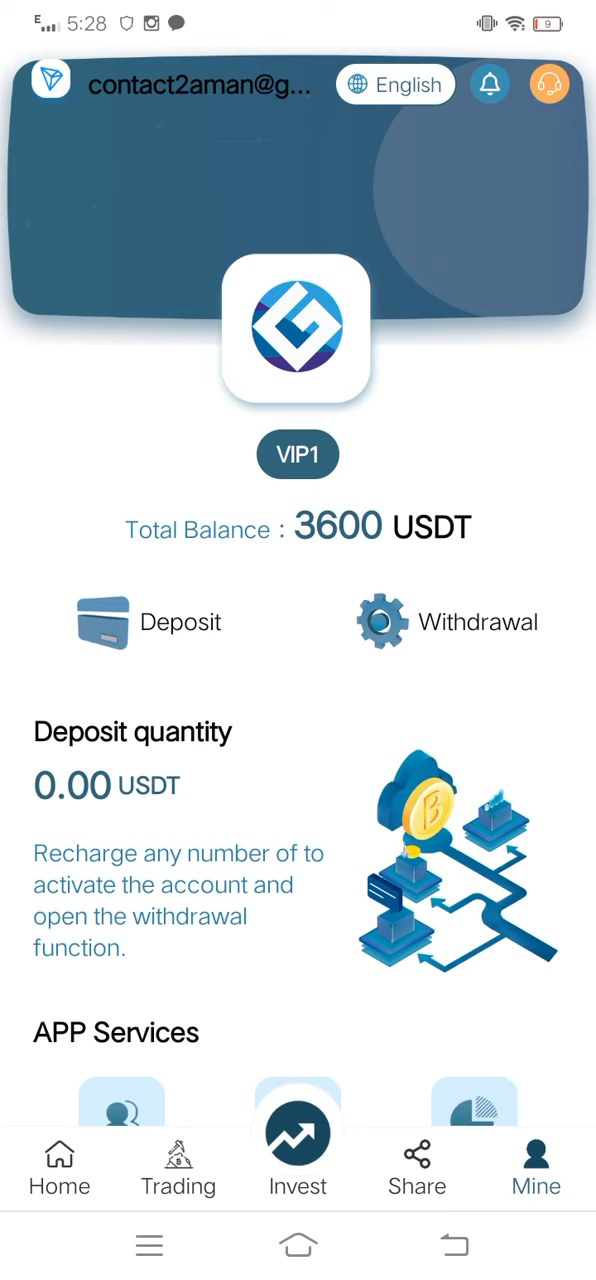 E 5:28 9
contact2aman@g... English
VIP1
Total Balance : 3600 USDT
Deposit Withdrawal
Deposit quantity
0.00 USDT
Recharge any number of to
activate the account and
open the withdrawal
function.
APP Services
Home Trading Invest Share Mine